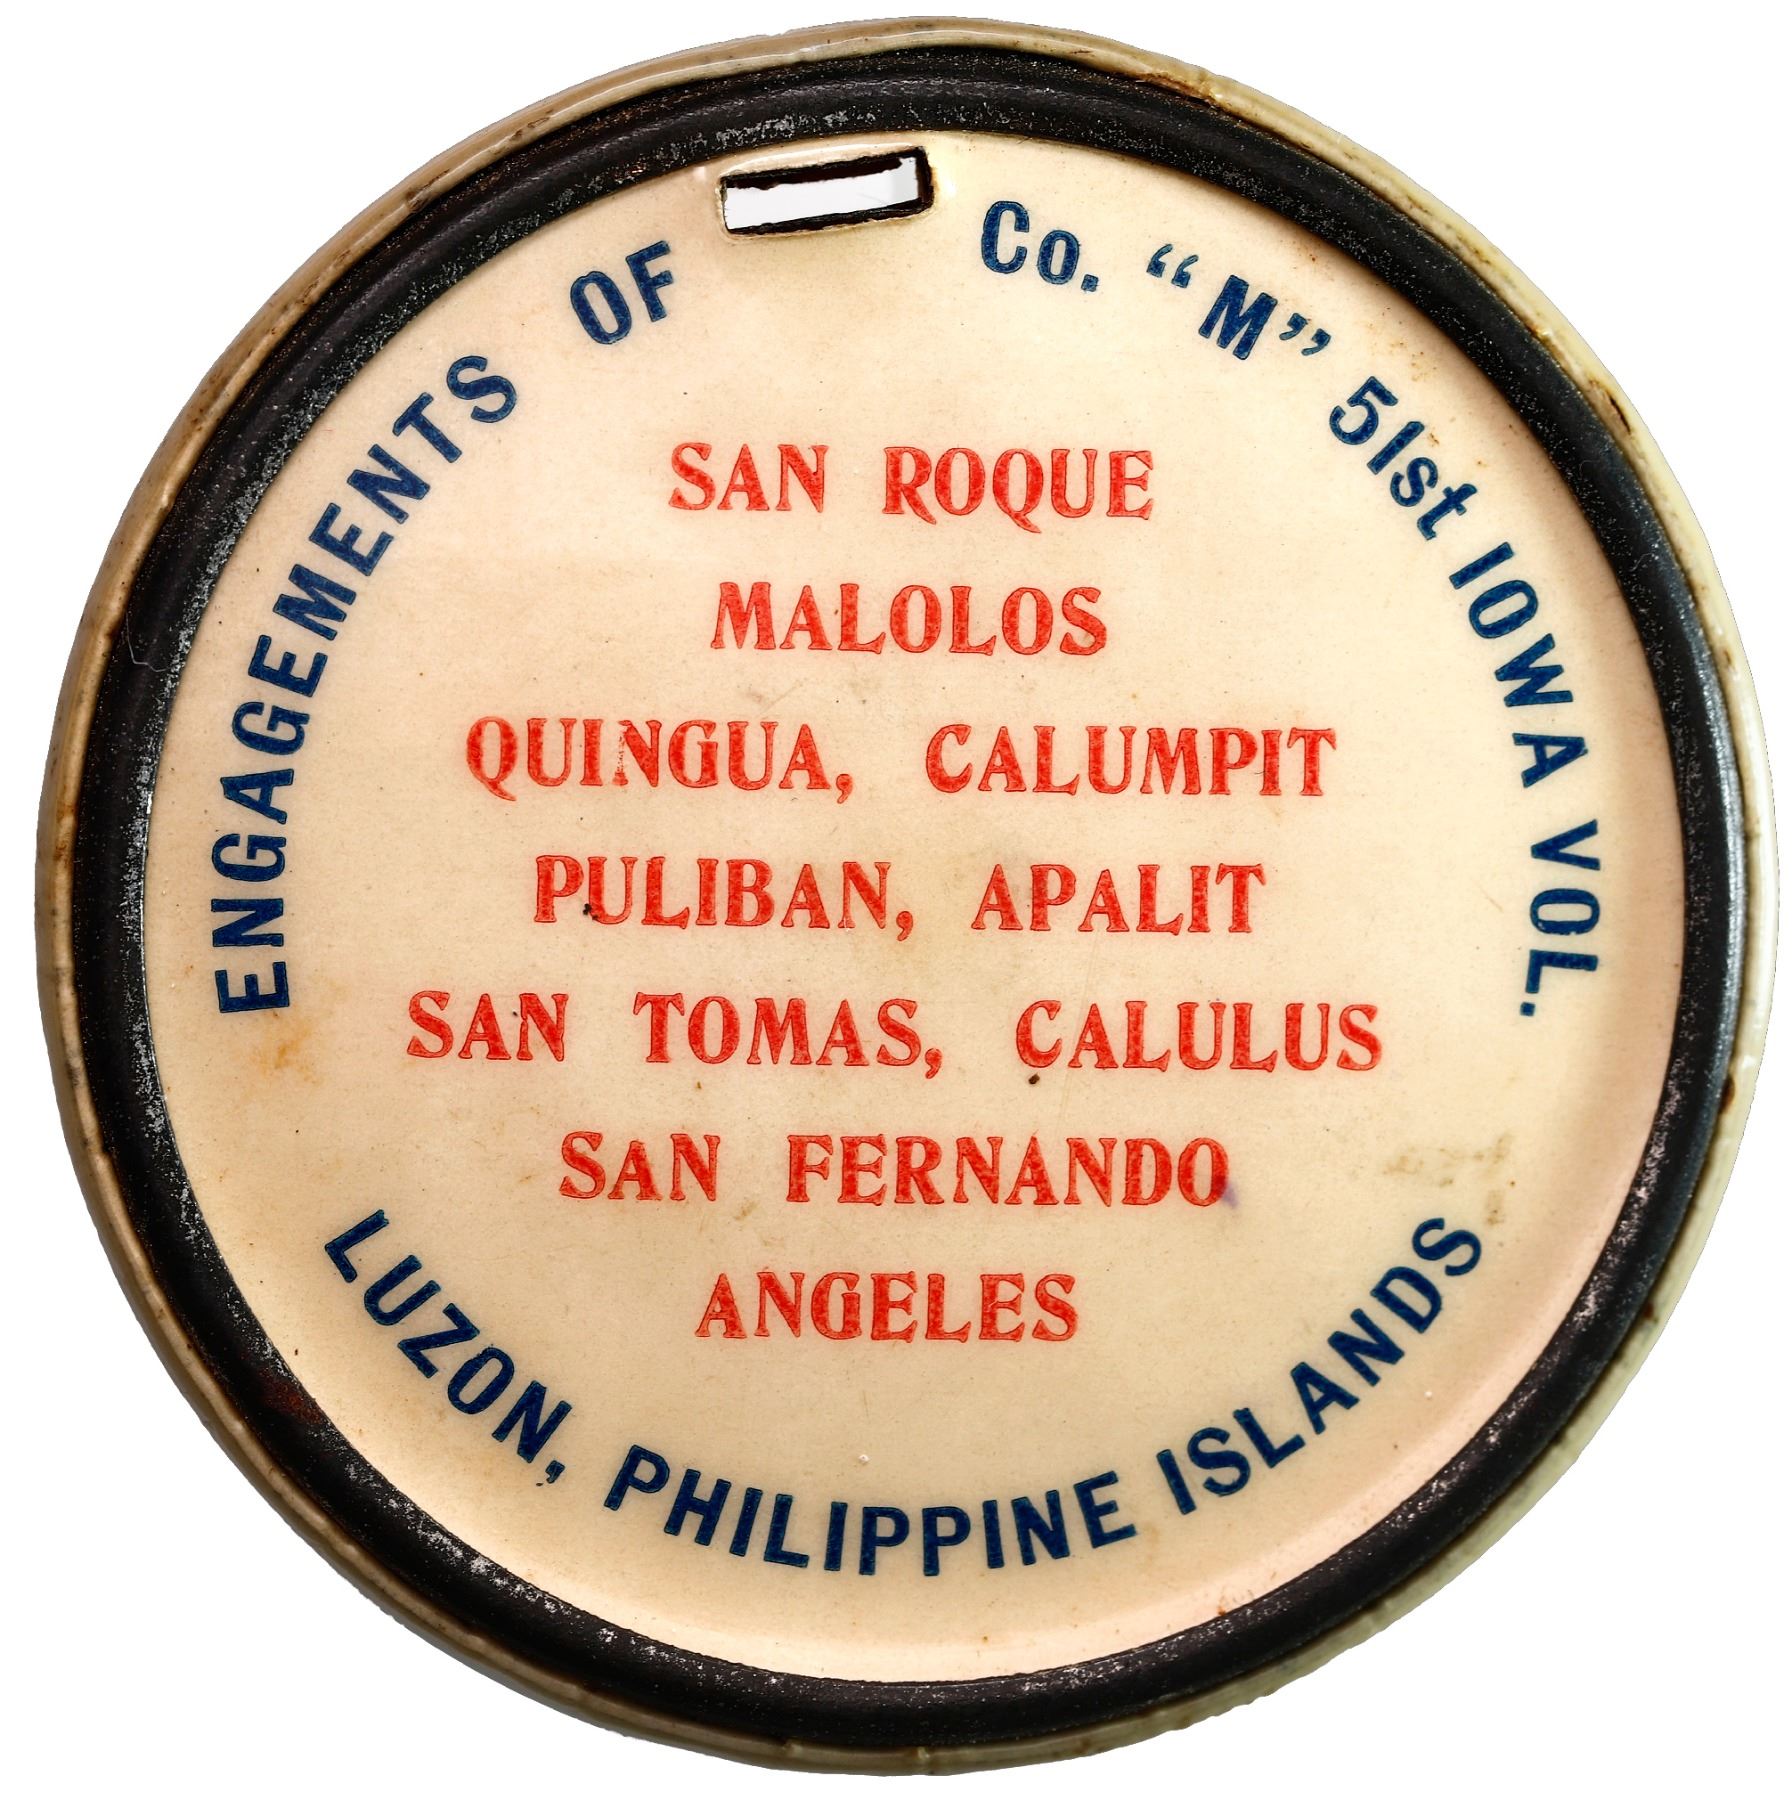 ENGAGEMENTS OF Co. “M” 51st IOWA VOL.
SAN ROQUE
MALOLOS
QUINGUA, CALUMPIT
PULIBAN, APALIT
SAN TOMAS, CALULUS
SAN FERNANDO
ANGELES
LUZON, PHILIPPINE ISLANDS